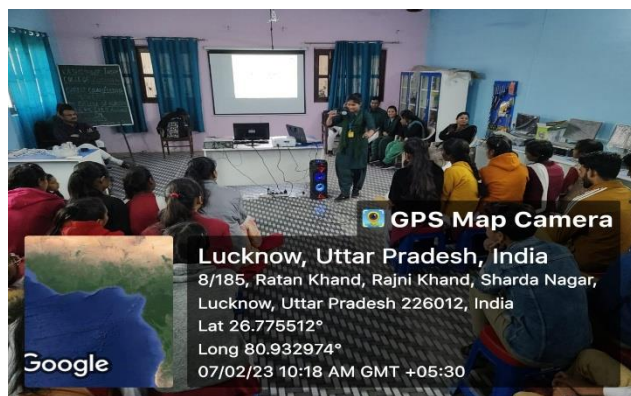 GPS Map Camera
Lucknow, Uttar Pradesh, India
8/185, Ratan Khand, Rajni Khand, Sharda Nagar,
Lucknow, Uttar Pradesh 226012, India
Lat 26.775512°
Long 80.932974°
07/02/23 10:18 AM GMT +05:30
Google